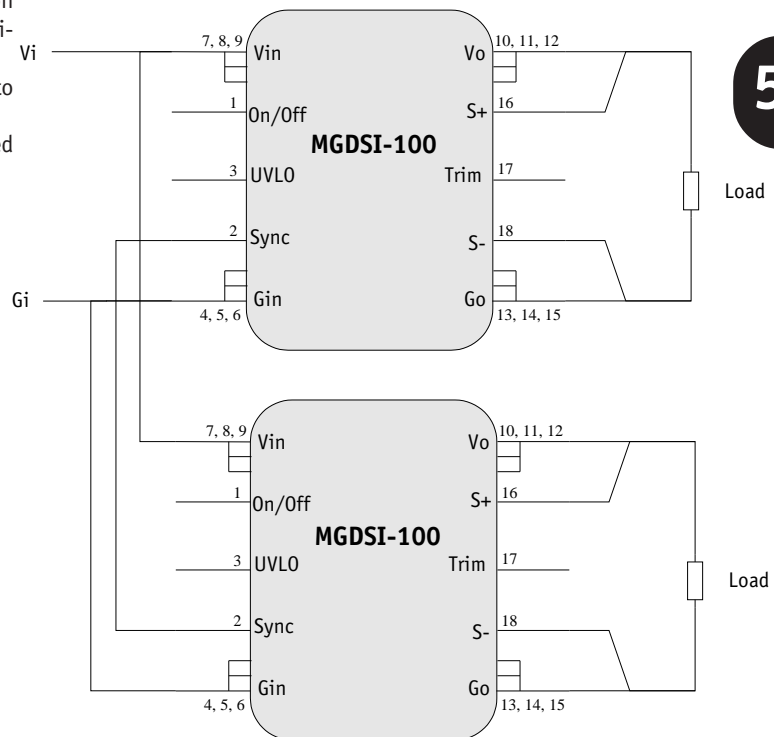 i-
Vi
to
ed
5
7, 8, 9 Vin Vo 10, 11, 12
1 On/Off S+ 16
MGDSI-100
3 UVLO Trim 17
Load
2 Sync S- 18
Gi
Gin Go
4, 5, 6 13, 14, 15
7, 8, 9 Vin Vo 10, 11, 12
1 On/Off S+ 16
MGDSI-100
3 UVLO Trim 17
Load
2 Sync S- 18
Gin Go
4, 5, 6 13, 14, 15